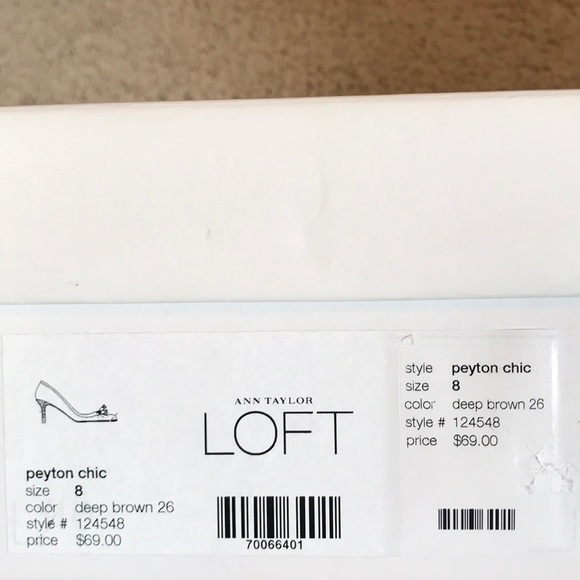 ANN TAYLOR
LOFT
peyton chic
size 8
color deep brown 26
style # 124548
price $69.00
70066401
style peyton chic
size 8
color deep brown 26
style # 124548
price $69.00